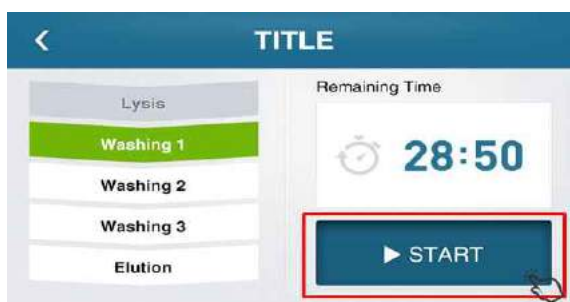 TITLE
Lysis
Washing 1
Washing 2
Washing 3
Elution
Remaining Time
28:50
START